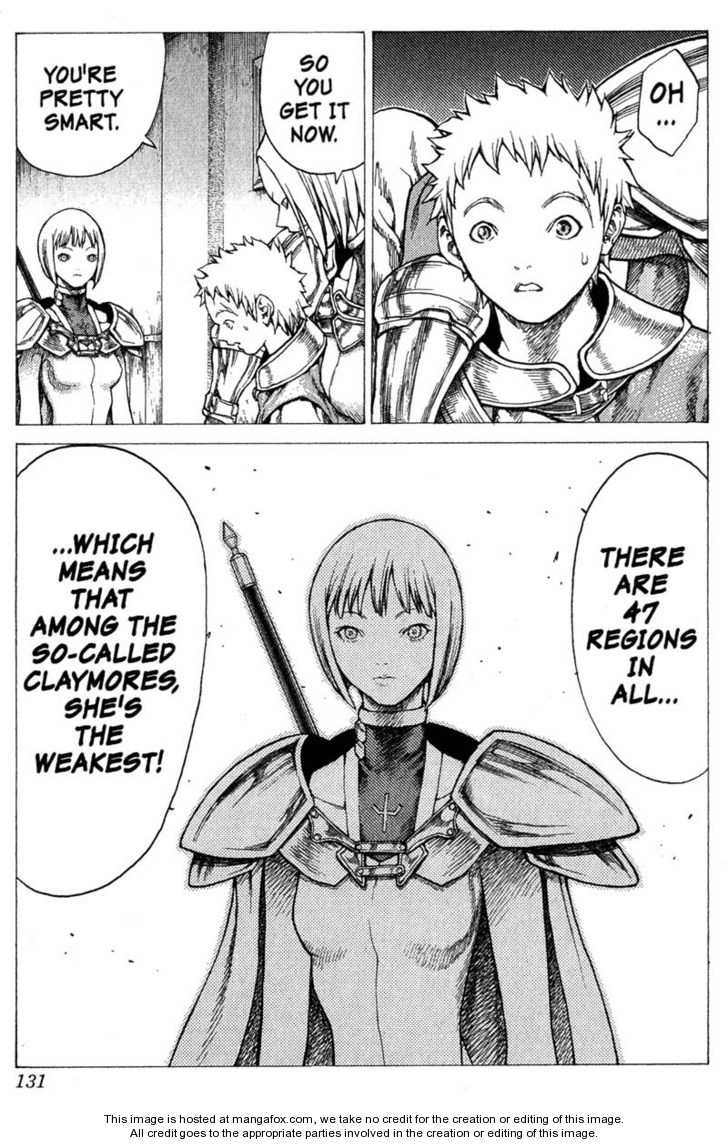 OH
...
SO
YOU
GET IT
NOW.
YOU'RE
PRETTY
SMART.
THERE
ARE
47
REGIONS
IN
ALL...
...WHICH
MEANS
THAT
AMONG THE
SO-CALLED
CLAYMORES,
SHE'S
THE
WEAKEST!
131
This image is hosted at mangafox.com, we take no credit for the creation or editing of this image.
All credit goes to the appropriate parties involved in the creation or editing of this image.